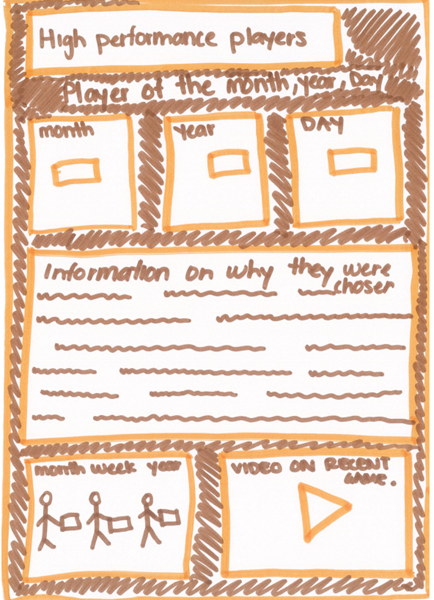 High performance players
Player of the month, year, Day
month
year
DAY
Information on why they were
choser
month week year
VIDEO ON RECENT
GAME.